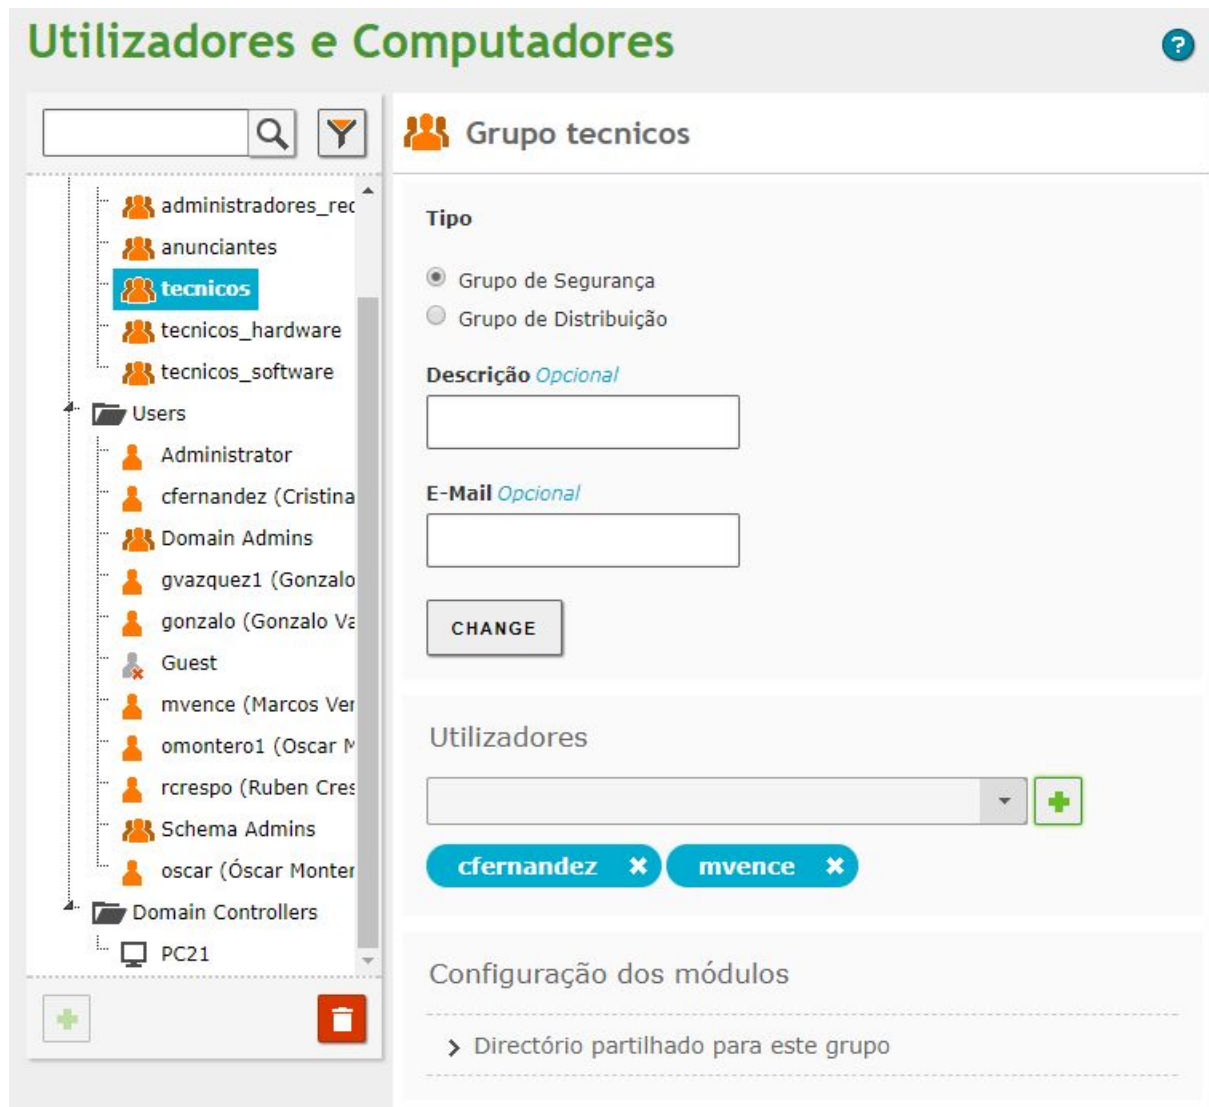 Utilizadores e Computadores
?
administradores_rec
anunciantes
tecnicos
tecnicos_hardware
tecnicos_software
Users
Administrator
cfernandez (Cristina
Domain Admins
gvazquez1 (Gonzalo
gonzalo (Gonzalo Va
Guest
mvence (Marcos Ver
omontero1 (Oscar M
rcrespo (Ruben Cres
Schema Admins
oscar (Óscar Monter
Domain Controllers
PC21
Grupo tecnicos
Tipo
Grupo de Segurança
Grupo de Distribuição
Descrição Opcional
E-Mail Opcional
CHANGE
Utilizadores
cfernandez ✖ mvence ✖
Configuração dos módulos
Directório partilhado para este grupo